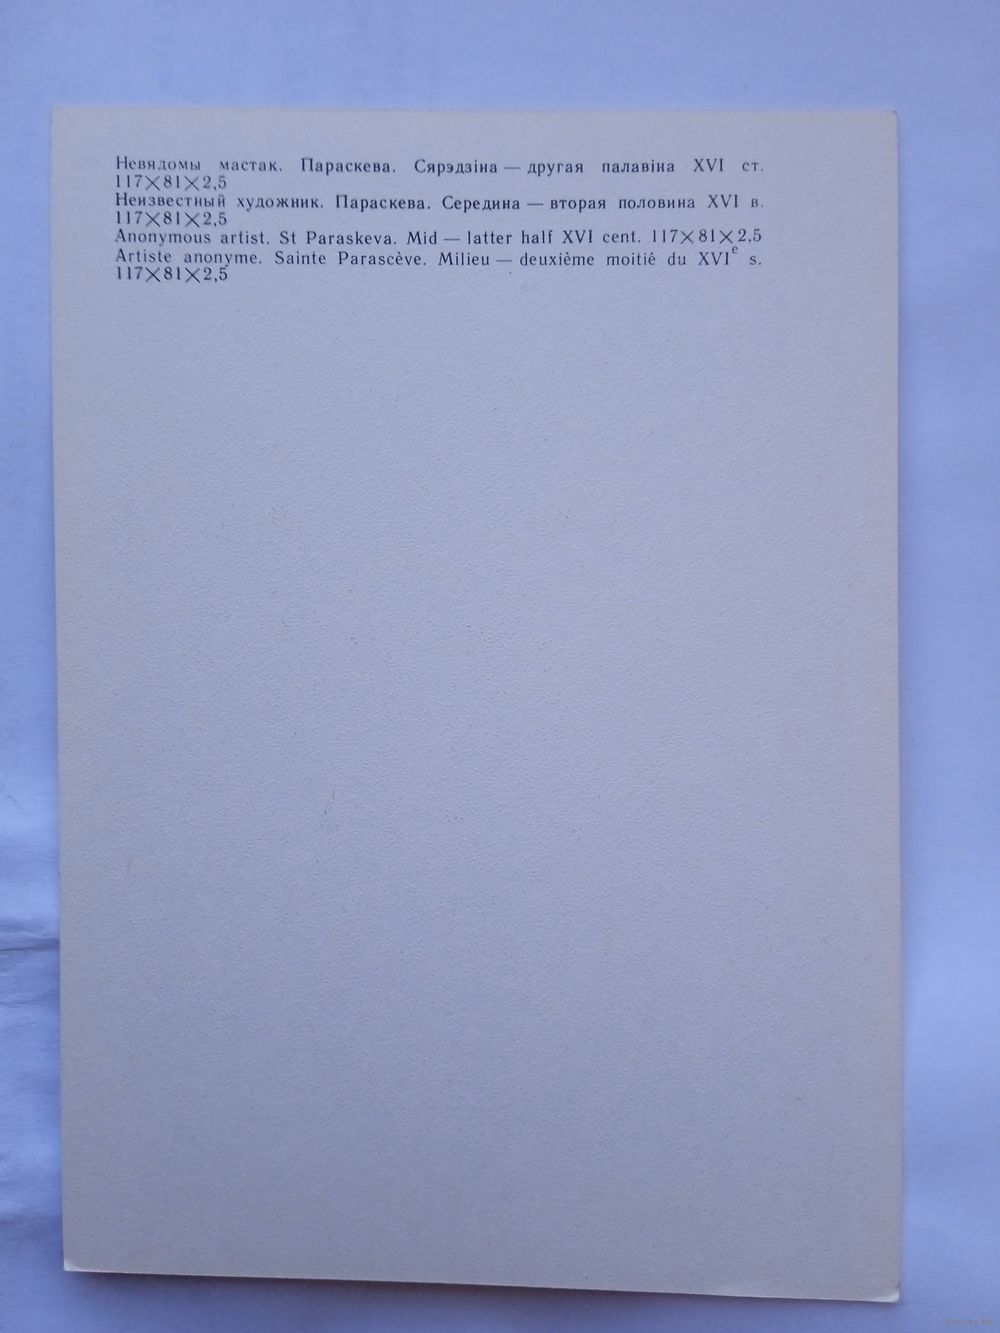 Невядомы мастак. Параскева. Сярэдзіна — другая палавіна XVI ст.
117×81×2,5
Неизвестный художник. Параскева. Середина — вторая половина XVI в.
117×81×2,5
Anonymous artist. St Paraskeva. Mid — latter half XVI cent. 117×81×2,5
Artiste anonyme. Sainte Parascève. Milieu — deuxième moitié du XVIe s.
117×81×2,5